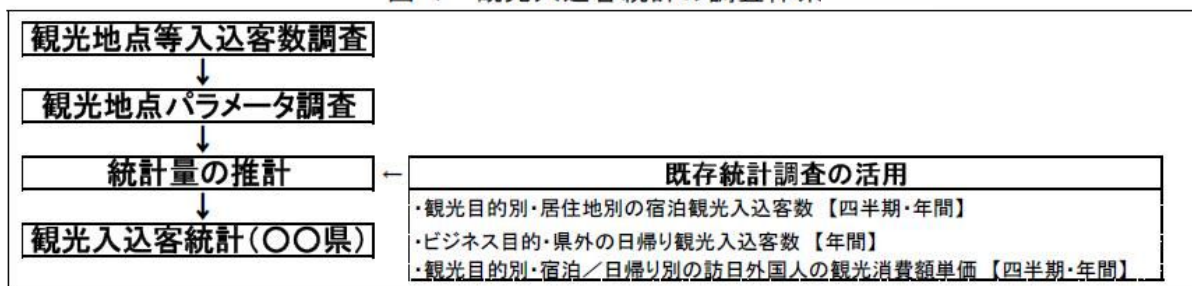 観光地点等入込客数調査
↓
観光地点パラメータ調査
↓
統計量の推計
←
既存統計調査の活用
↓
・観光目的別・居住地別の宿泊観光入込客数 【四半期・年間】
観光入込客統計(〇〇県)
・ビジネス目的・県外の日帰り観光入込客数 【年間】
・観光目的別・宿泊／日帰り別の訪日外国人の観光消費額単価 【四半期・年間】